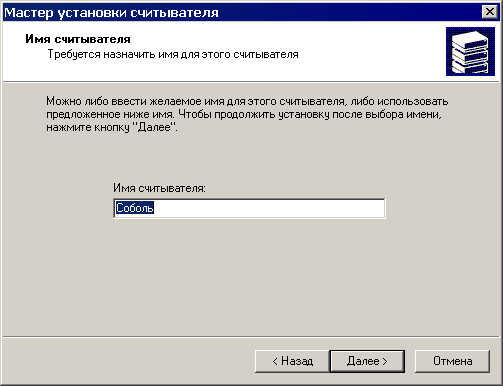 Мастер установки считывателя
Имя считывателя
Требуется назначить имя для этого считывателя
Можно либо ввести желаемое имя для этого считывателя, либо использовать
предложенное ниже имя. Чтобы продолжить установку после выбора имени,
нажмите кнопку "Далее".
Имя считывателя:
Соболь
< Назад
Далее >
Отмена